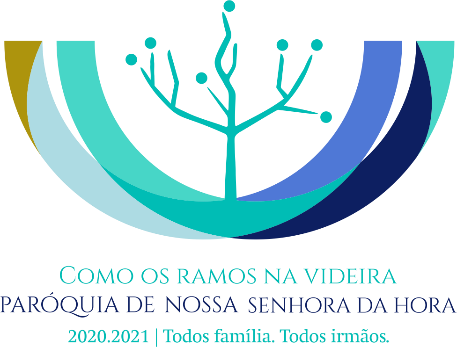 Como os ramos na videira
Paróquia de Nossa Senhora da Hora
2020.2021 | Todos família. Todos irmãos.